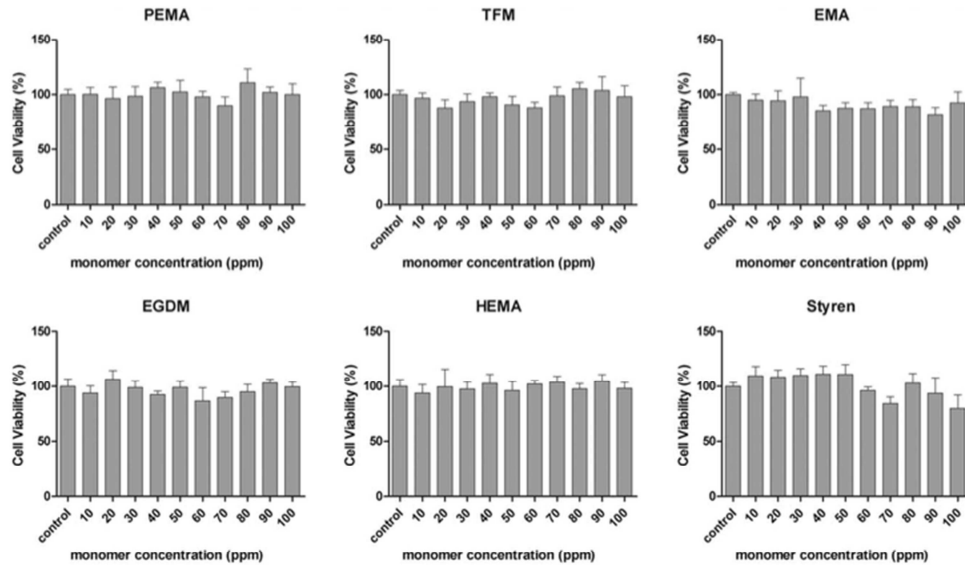 PEMA
Cell Viability (%)
150
100
50
0
control 10 20 30 40 50 60 70 80 90 100
monomer concentration (ppm)
TFM
Cell Viability (%)
150
100
50
0
control 10 20 30 40 50 60 70 80 90 100
monomer concentration (ppm)
EMA
Cell Viability (%)
150
100
50
0
control 10 20 30 40 50 60 70 80 90 100
monomer concentration (ppm)
EGDM
Cell Viability (%)
150
100
50
0
control 10 20 30 40 50 60 70 80 90 100
monomer concentration (ppm)
HEMA
Cell Viability (%)
150
100
50
0
control 10 20 30 40 50 60 70 80 90 100
monomer concentration (ppm)
Styren
Cell Viability (%)
150
100
50
0
control 10 20 30 40 50 60 70 80 90 100
monomer concentration (ppm)